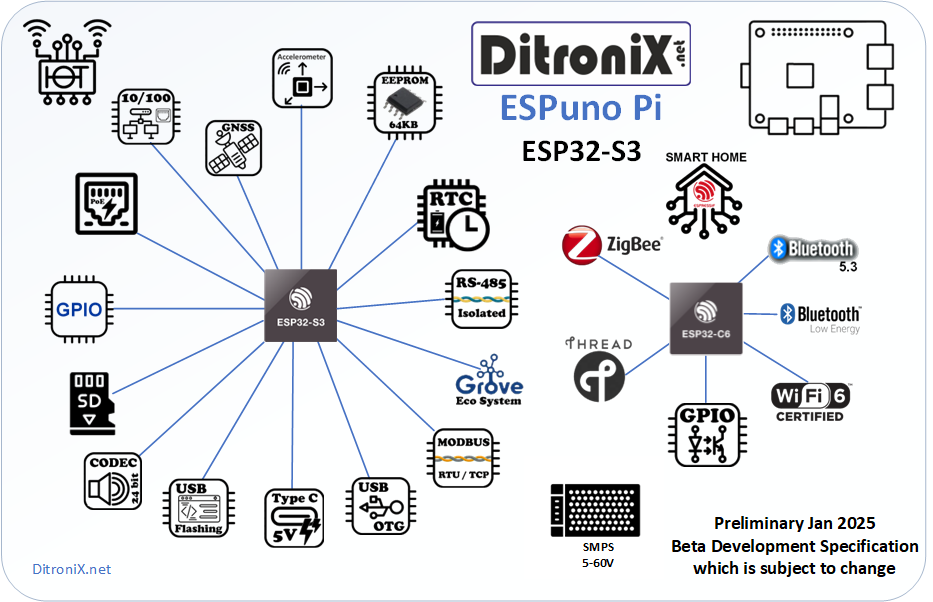 IOT
10/100
GNSS
Accelerometer
EEPROM
64KB
DitroniX.net
ESPuno Pi
ESP32-S3
SMART HOME
ESPRESSIF
PoE
RTC
ZigBee®
Bluetooth
5.3
GPIO
ESP32-S3
RS-485
Isolated
ESP32-C6
Bluetooth™
Low Energy
THREAD
SD
Grove
Eco System
WiFi 6™
CERTIFIED
GPIO
CODEC
24 bit
USB
Flashing
Type C
5V
USB
OTG
MODBUS
RTU / TCP
SMPS
5-60V
Preliminary Jan 2025
Beta Development Specification
which is subject to change
DitroniX.net